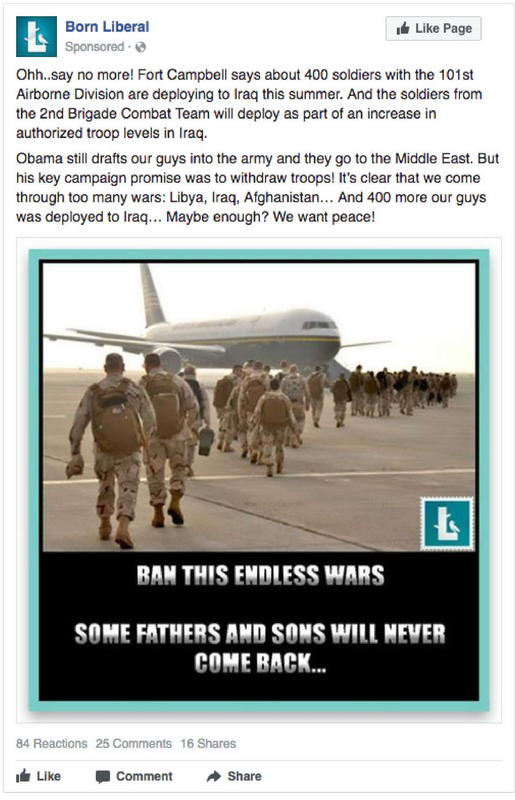 Born Liberal
Like Page
Sponsored ·
Ohh..say no more! Fort Campbell says about 400 soldiers with the 101st
Airborne Division are deploying to Iraq this summer. And the soldiers from
the 2nd Brigade Combat Team will deploy as part of an increase in
authorized troop levels in Iraq.
Obama still drafts our guys into the army and they go to the Middle East. But
his key campaign promise was to withdraw troops! It's clear that we come
through too many wars: Libya, Iraq, Afghanistan… And 400 more our guys
was deployed to Iraq… Maybe enough? We want peace!
BAN THIS ENDLESS WARS
SOME FATHERS AND SONS WILL NEVER
COME BACK...
84 Reactions 25 Comments 16 Shares
Like Comment Share